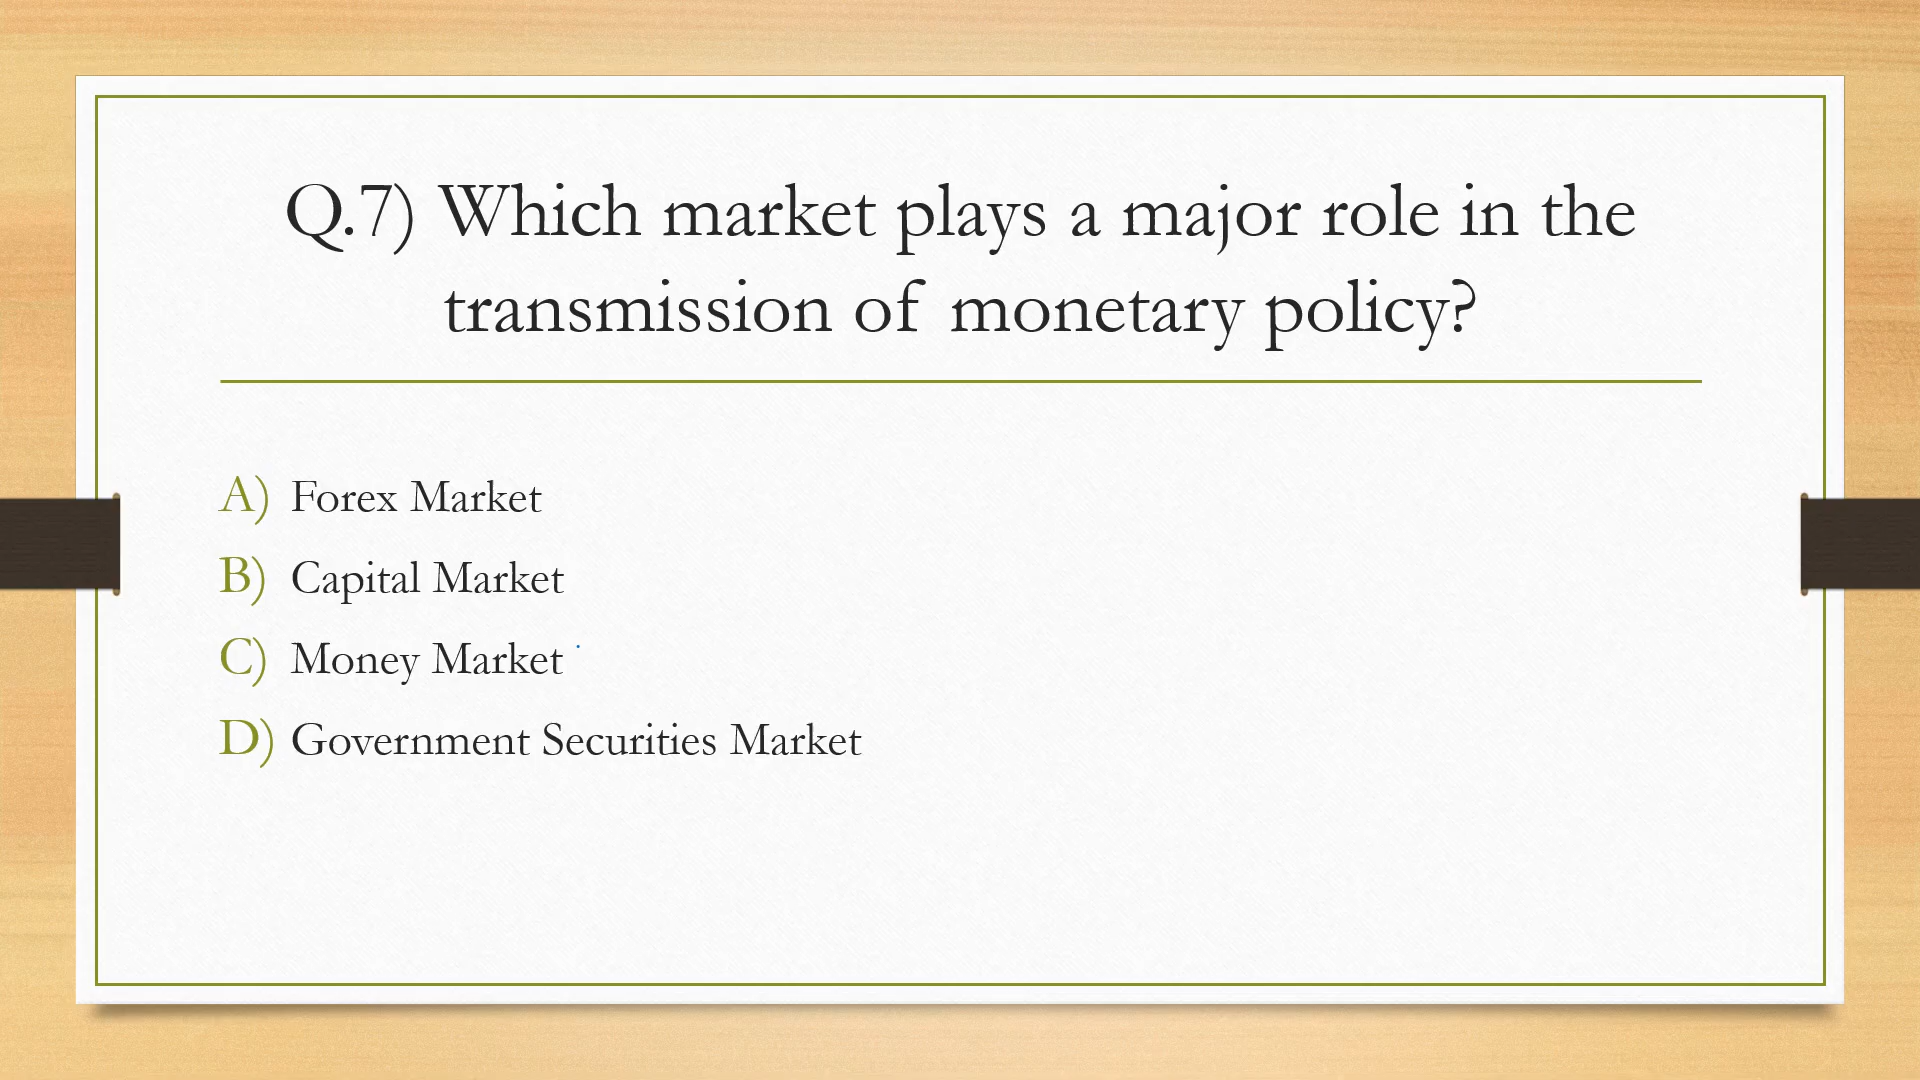 Q.7) Which market plays a major role in the
transmission of monetary policy?
A) Forex Market
B) Capital Market
C) Money Market
D) Government Securities Market